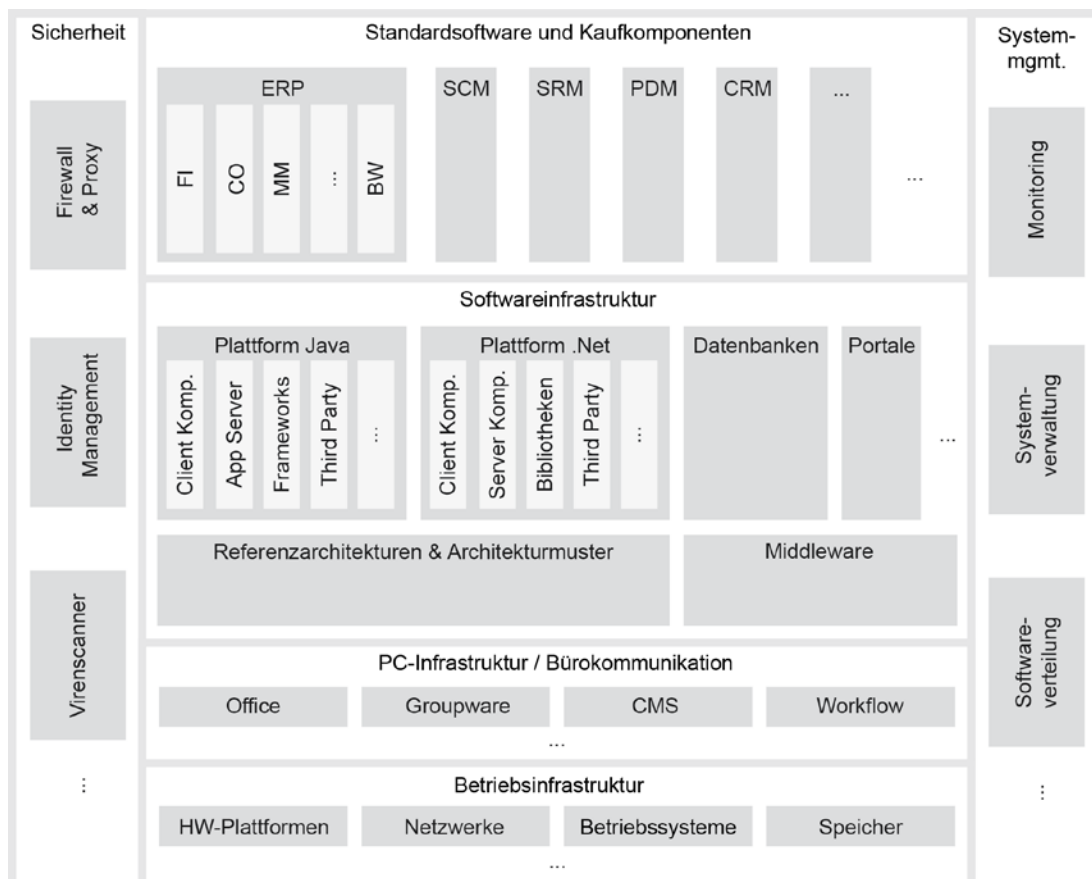 Sicherheit
Firewall
& Proxy
Identity
Management
Virenscanner
...
Standardsoftware und Kaufkomponenten
ERP
FI
CO
MM
...
BW
SCM
SRM
PDM
CRM
...
...
Softwareinfrastruktur
Plattform Java
Client Komp.
App Server
Frameworks
Third Party
...
Plattform .Net
Client Komp.
Server Komp.
Bibliotheken
Third Party
...
Datenbanken
Portale
...
Referenzarchitekturen & Architekturmuster
Middleware
PC-Infrastruktur / Bürokommunikation
Office
Groupware
CMS
Workflow
...
Betriebsinfrastruktur
HW-Plattformen
Netzwerke
Betriebssysteme
Speicher
...
System-
mgmt.
Monitoring
System-
verwaltung
Software-
verteilung
...